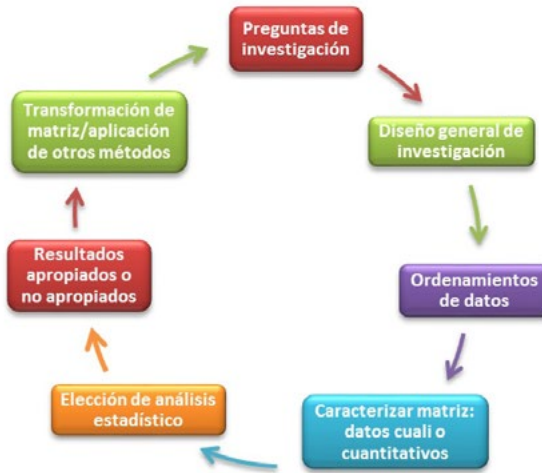 Preguntas de
investigación
Diseño general de
investigación
Ordenamientos
de datos
Caracterizar matriz:
datos cuali o
cuantitativos
Elección de análisis
estadístico
Resultados
apropiados o
no apropiados
Transformación de
matriz/aplicación
de otros métodos